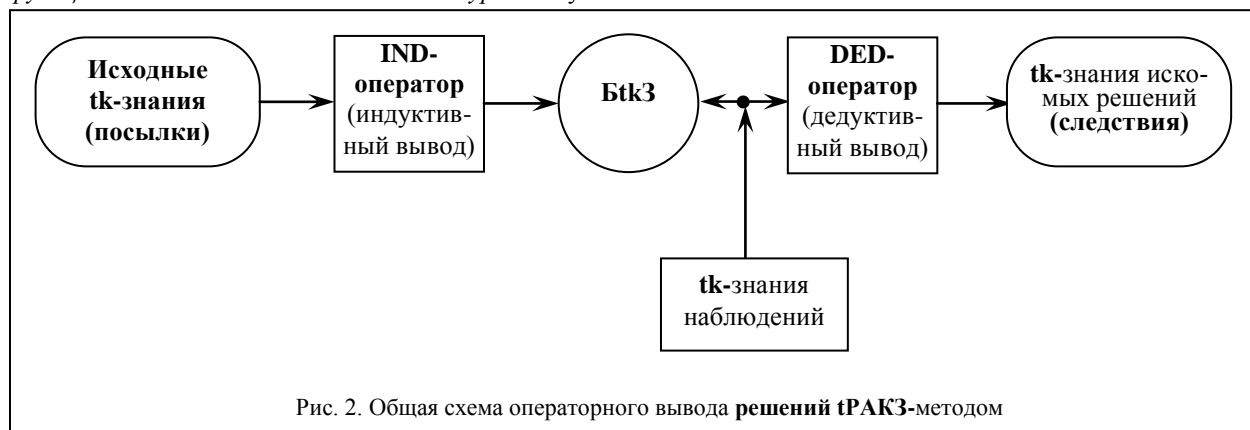 Исходные
tk-знания
(посылки)
IND-
оператор
(индуктив-
ный вывод)
БtkЗ
DED-
оператор
(дедуктив-
ный вывод)
tk-знания иско-
мых решений
(следствия)
tk-знания
наблюдений
Рис. 2. Общая схема операторного вывода решений tРАКЗ-методом